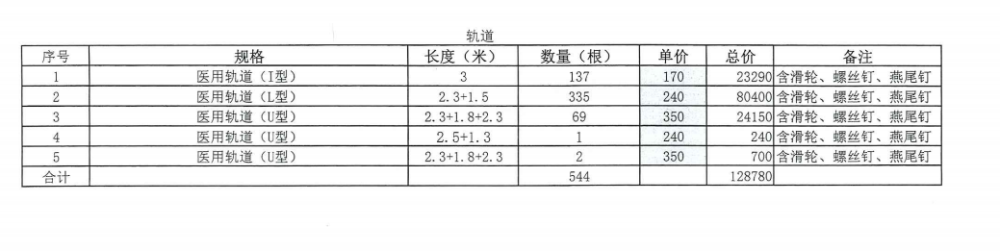 轨道
序号 规格 长度（米） 数量（根） 单价 总价 备注
1 医用轨道（I型） 3 137 170 23290 含滑轮、螺丝钉、燕尾钉
2 医用轨道（L型） 2.3+1.5 335 240 80400 含滑轮、螺丝钉、燕尾钉
3 医用轨道（U型） 2.3+1.8+2.3 69 350 24150 含滑轮、螺丝钉、燕尾钉
4 医用轨道（U型） 2.5+1.3 1 240 240 含滑轮、螺丝钉、燕尾钉
5 医用轨道（U型） 2.3+1.8+2.3 2 350 700 含滑轮、螺丝钉、燕尾钉
合计 544 128780